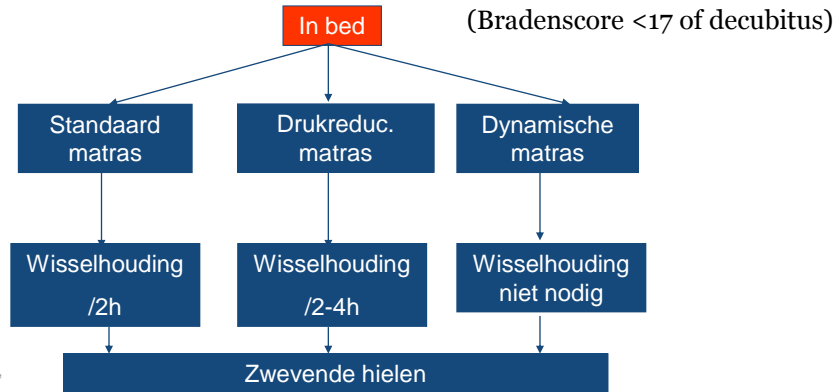 In bed
(Bradenscore <17 of decubitus)
Standaard
matras
Drukreduc.
matras
Dynamische
matras
Wisselhouding
/2h
Wisselhouding
/2-4h
Wisselhouding
niet nodig
Zwevende hielen